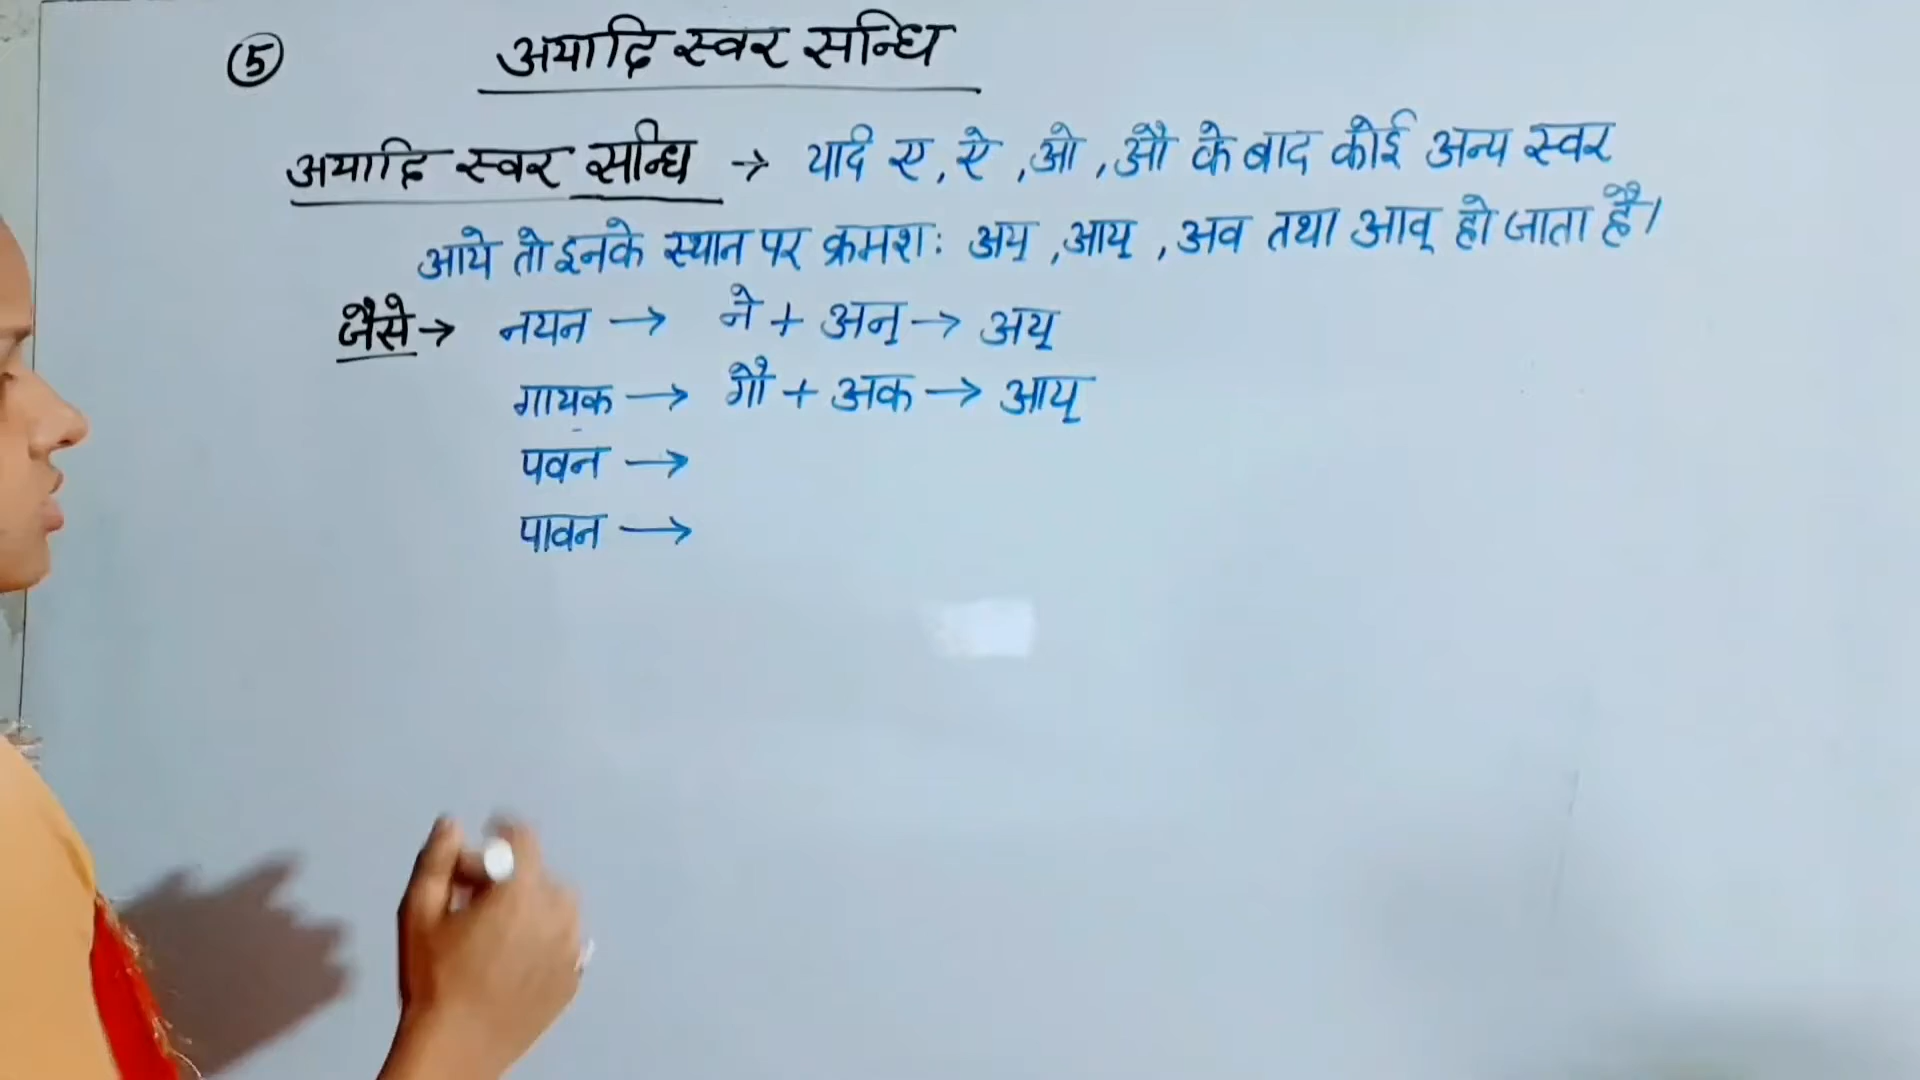 ⑤ अयादि स्वर सन्धि
अयादि स्वर सन्धि → यदि ए, ऐ, ओ, औ के बाद कोई अन्य स्वर
आये तो इनके स्थान पर क्रमशः अय्, आय्, अव तथा आव् हो जाता है।
जैसे → नयन → ने + अन् → अय्
गायक → गौ + अक → आय्
पवन →
पावन →